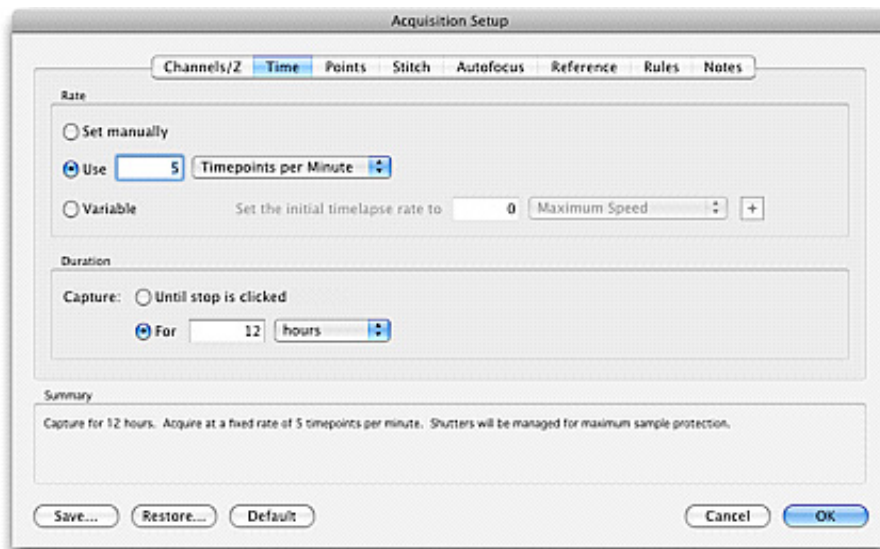 Acquisition Setup
Channels/Z Time Points Stitch Autofocus Reference Rules Notes
Rate
Set manually
Use 5 Timepoints per Minute
Variable Set the initial timelapse rate to 0 Maximum Speed +
Duration
Capture: Until stop is clicked
For 12 hours
Summary
Capture for 12 hours. Acquire at a fixed rate of 5 timepoints per minute. Shutters will be managed for maximum sample protection.
Save... Restore... Default Cancel OK